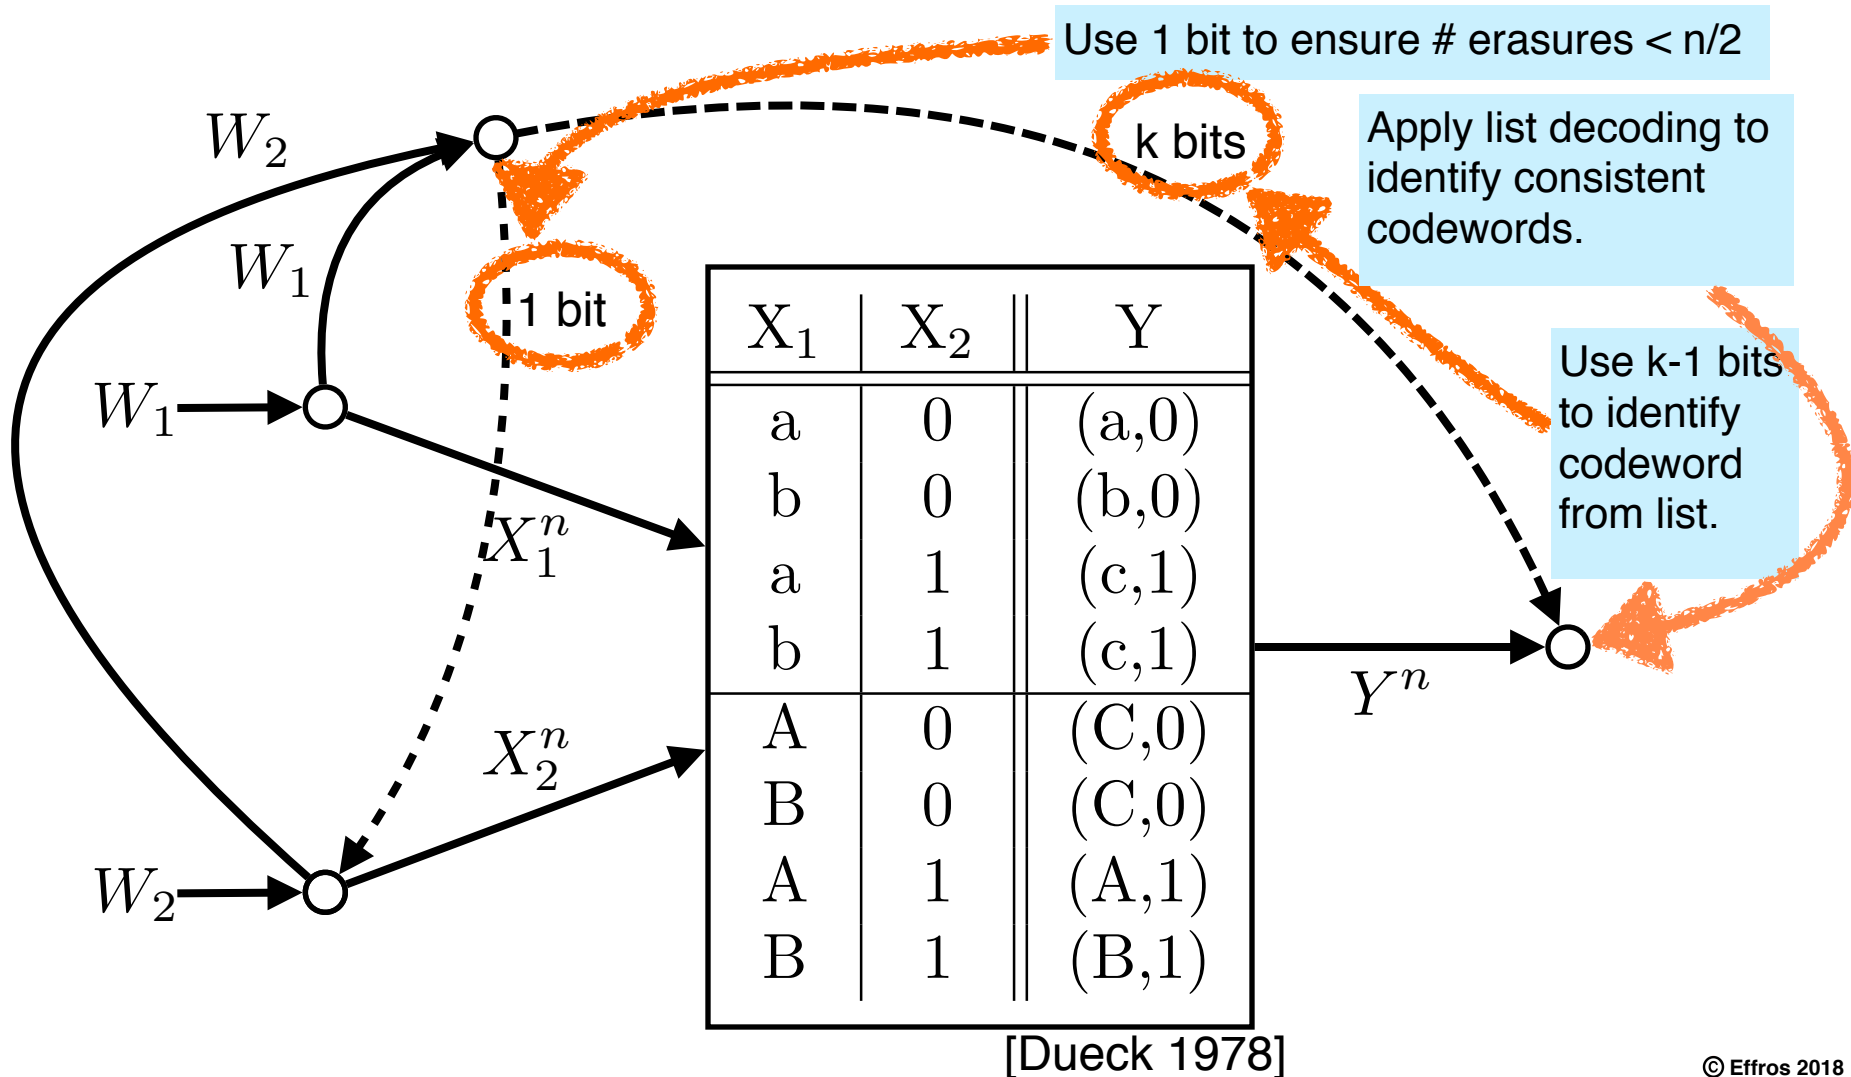 Use 1 bit to ensure # erasures < n/2
W₂
k bits
Apply list decoding to
identify consistent
codewords.
W₁
1 bit
X₁ X₂ Y
Use k-1 bits
to identify
codeword
from list.
W₁
a 0 (a,0)
b 0 (b,0)
X₁ⁿ
a 1 (c,1)
b 1 (c,1)
Yⁿ
A 0 (C,0)
X₂ⁿ
B 0 (C,0)
W₂
A 1 (A,1)
B 1 (B,1)
[Dueck 1978]
© Effros 2018